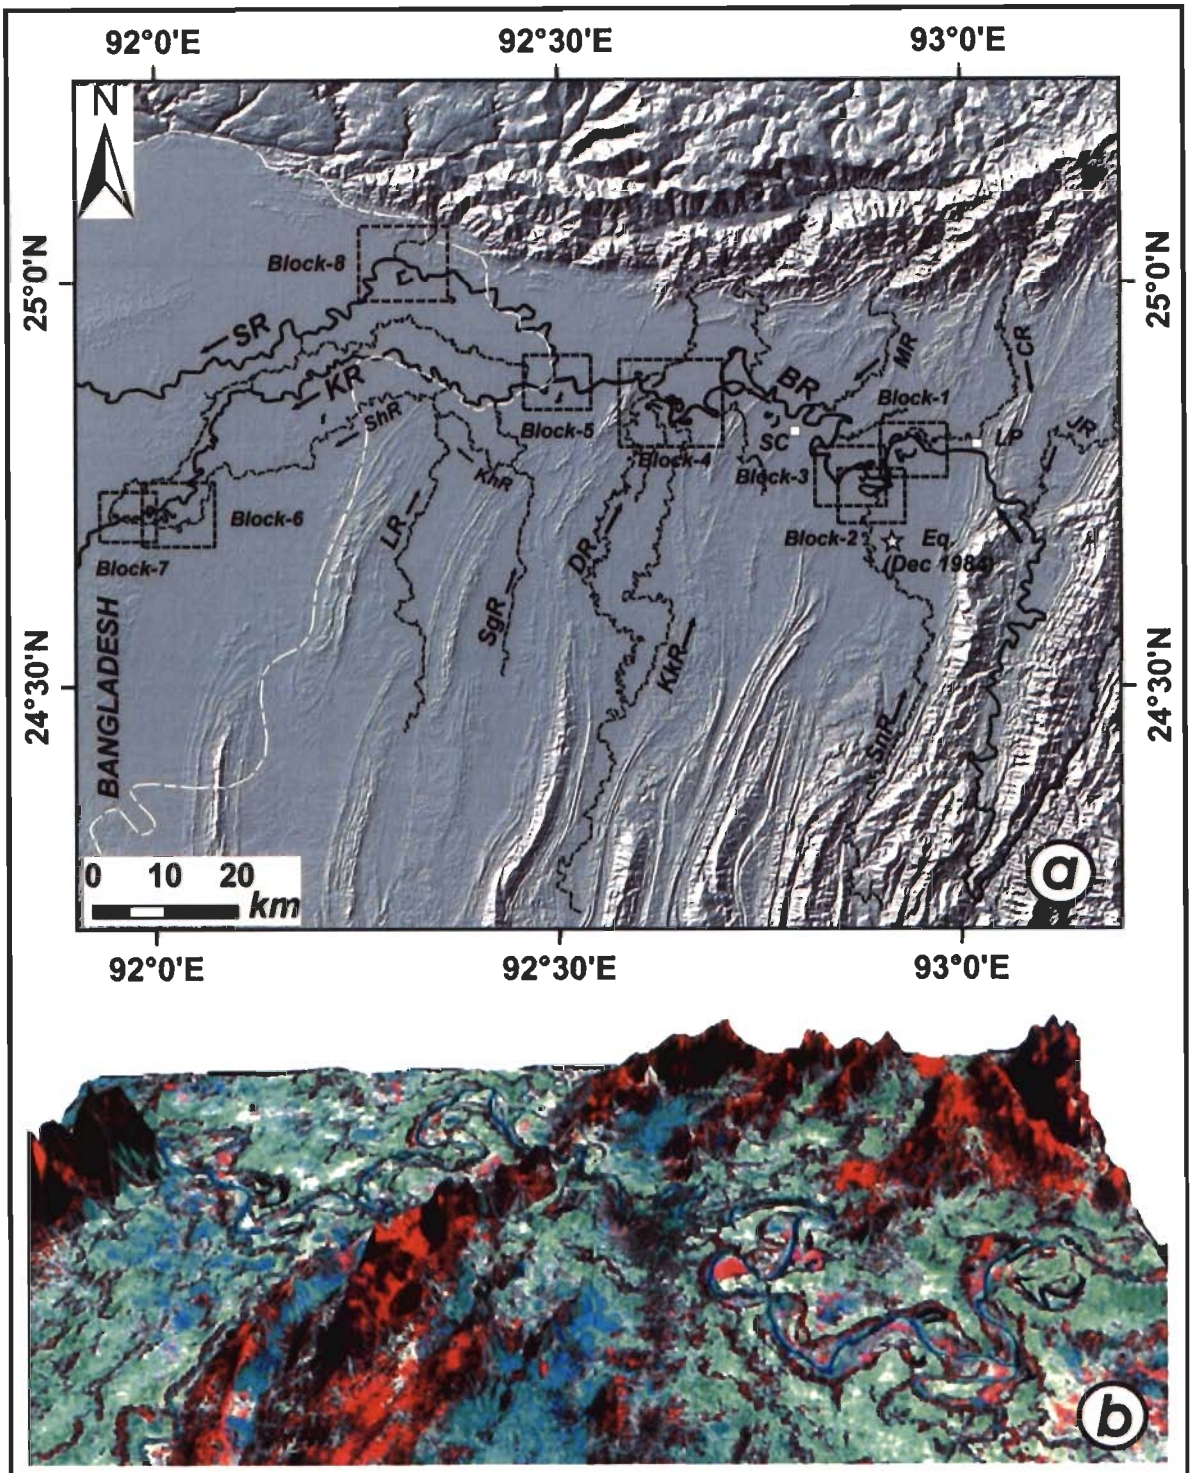 92°0'E 92°30'E 93°0'E
N
25°0'N
25°0'N
Block-8
SR
CR
MR
KR
BR
Block-1
ShR
JR
Block-5
SC
LP
Block-4
KhR
Block-3
Block-6
LR
Block-2
Eq.
(Dec 1984)
Block-7
DR
SgR
BANGLADESH
KkR
24°30'N
24°30'N
SnR
0 10 20
km
a
92°0'E 92°30'E 93°0'E
b